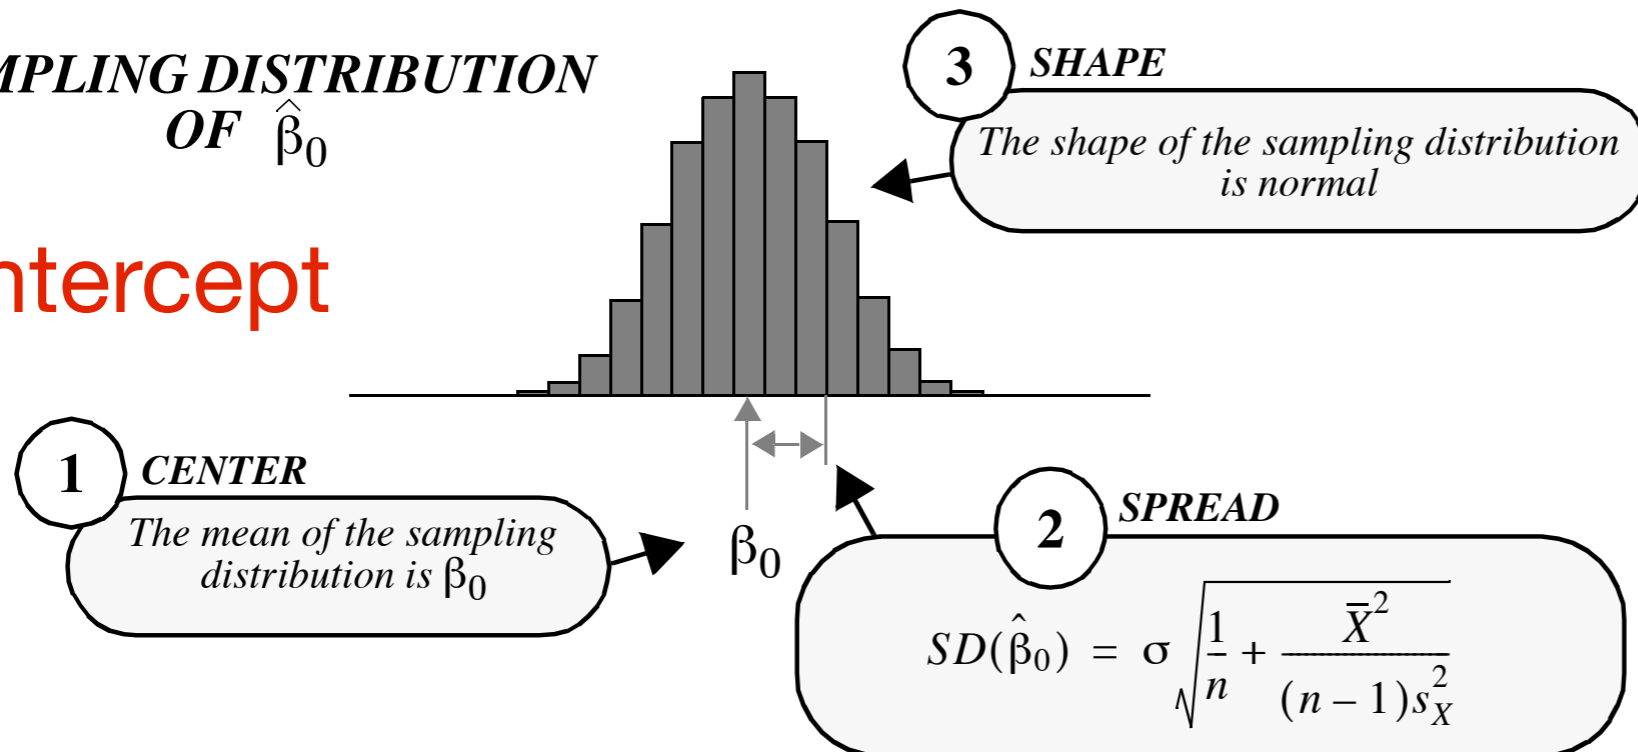 MPLING DISTRIBUTION
OF β̂₀
ntercept
3 SHAPE
The shape of the sampling distribution
is normal
1 CENTER
The mean of the sampling
distribution is β₀
β₀
2 SPREAD
SD(β̂₀) = σ √(1/n + X̄²/((n – 1)s²_X))